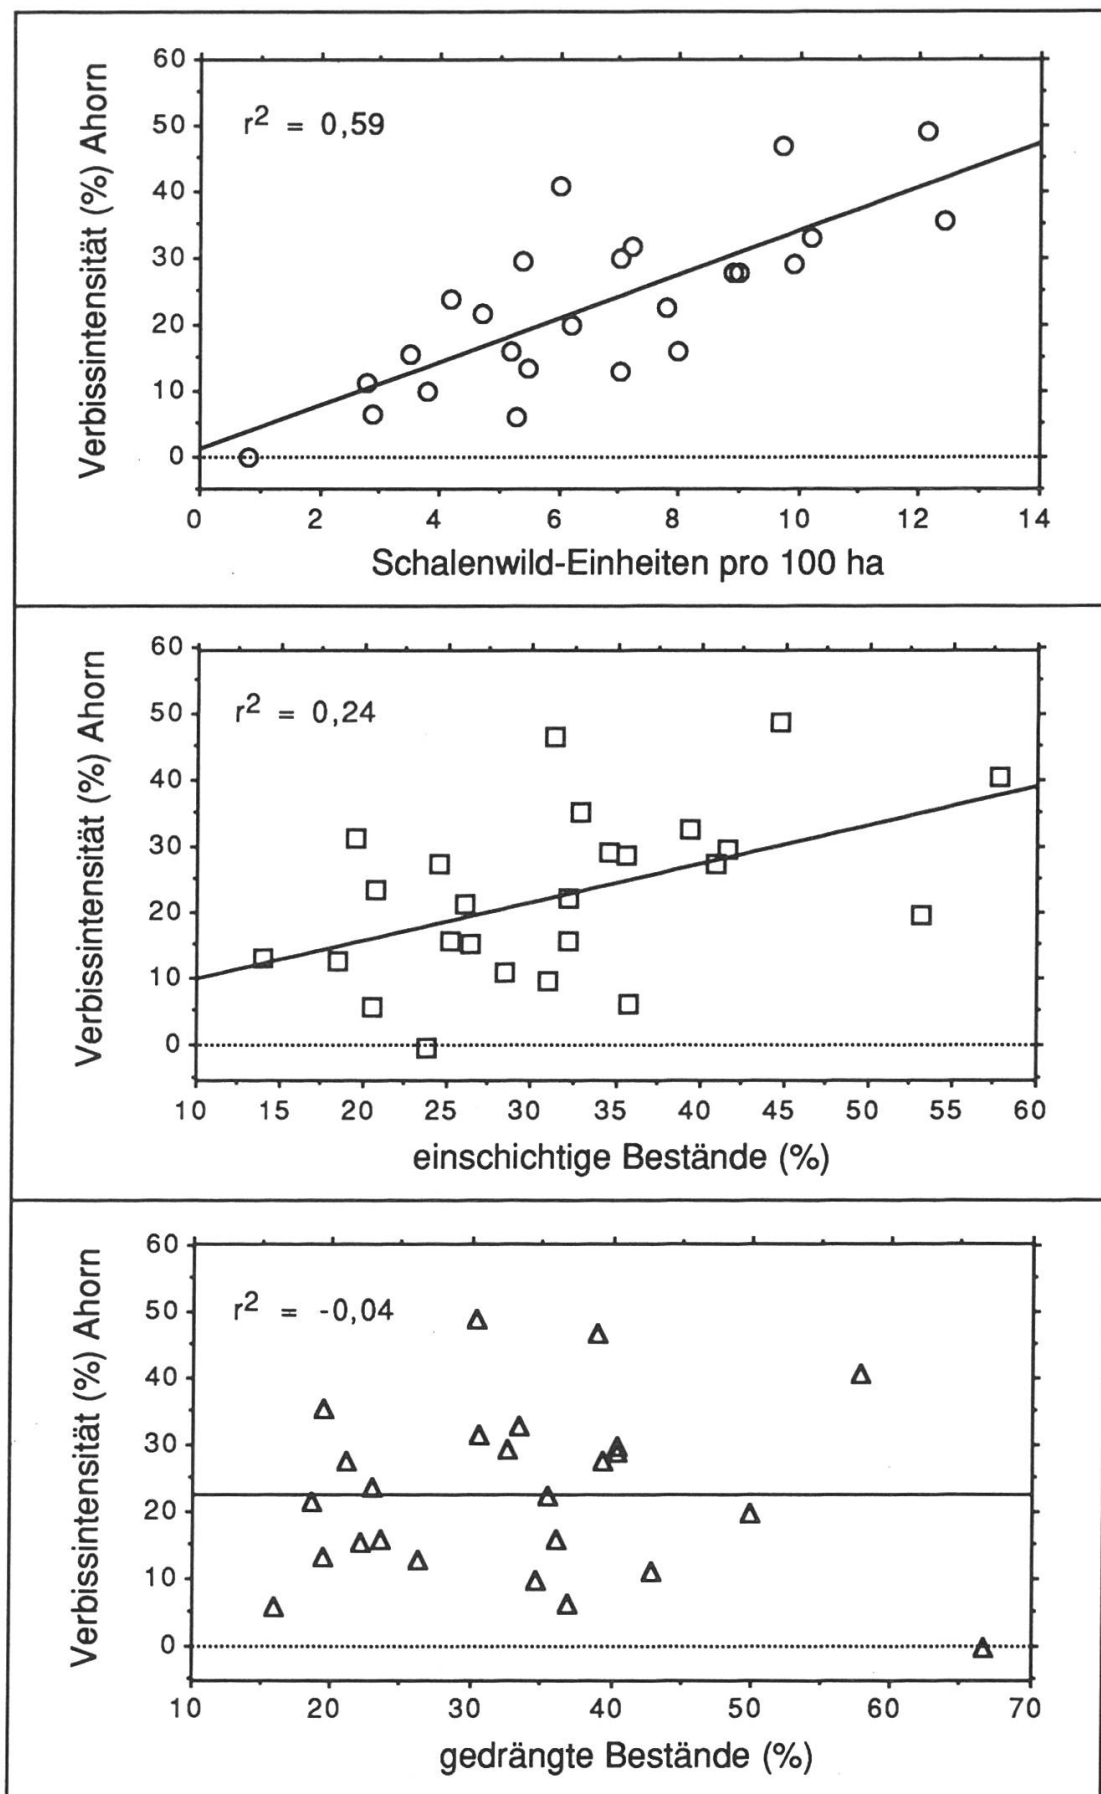 Verbissintensität (%) Ahorn
60
50
40
30
20
10
0
r² = 0,59
0 2 4 6 8 10 12 14
Schalenwild-Einheiten pro 100 ha
Verbissintensität (%) Ahorn
60
50
40
30
20
10
0
r² = 0,24
10 15 20 25 30 35 40 45 50 55 60
einschichtige Bestände (%)
Verbissintensität (%) Ahorn
60
50
40
30
20
10
0
r² = -0,04
10 20 30 40 50 60 70
gedrängte Bestände (%)